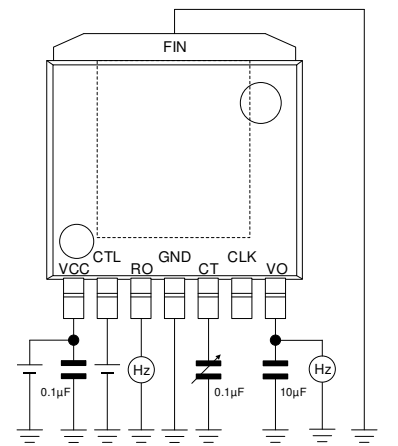 FIN
CTL GND CLK
VCC RO CT VO
Hz Hz
0.1μF 0.1μF 10μF